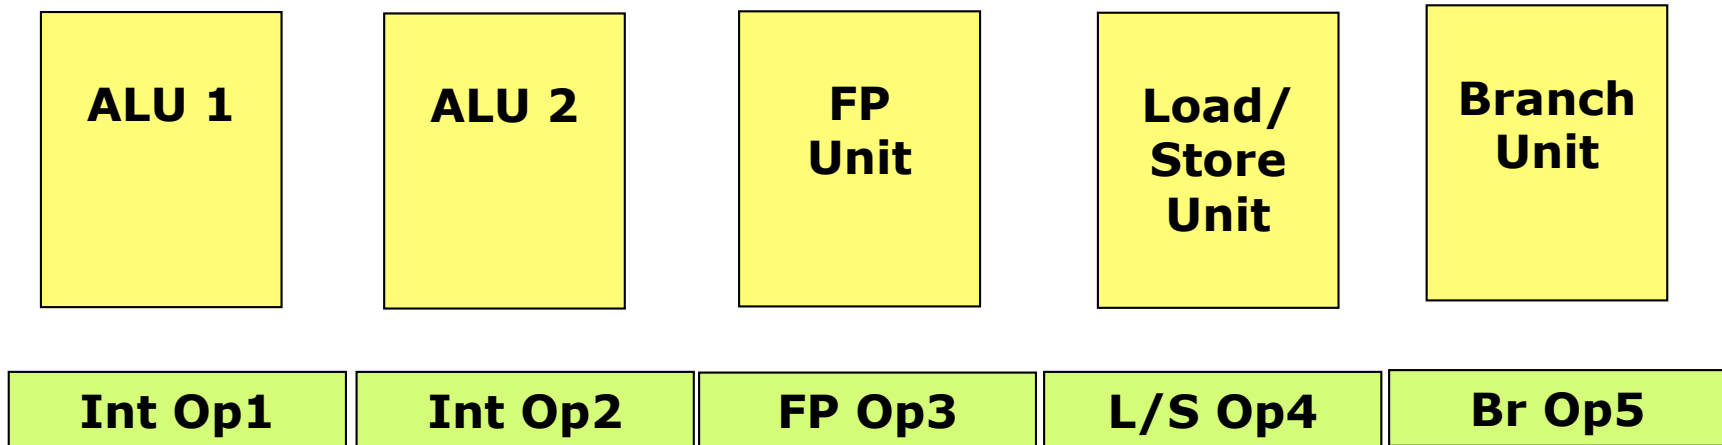 ALU 1
ALU 2
FP
Unit
Load/
Store
Unit
Branch
Unit
Int Op1
Int Op2
FP Op3
L/S Op4
Br Op5